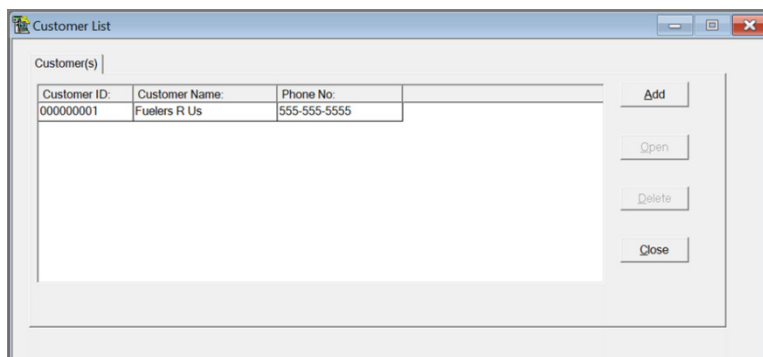 Customer List
Customer(s)
Customer ID: Customer Name: Phone No:
000000001 Fuelers R Us 555-555-5555
Add
Open
Delete
Close